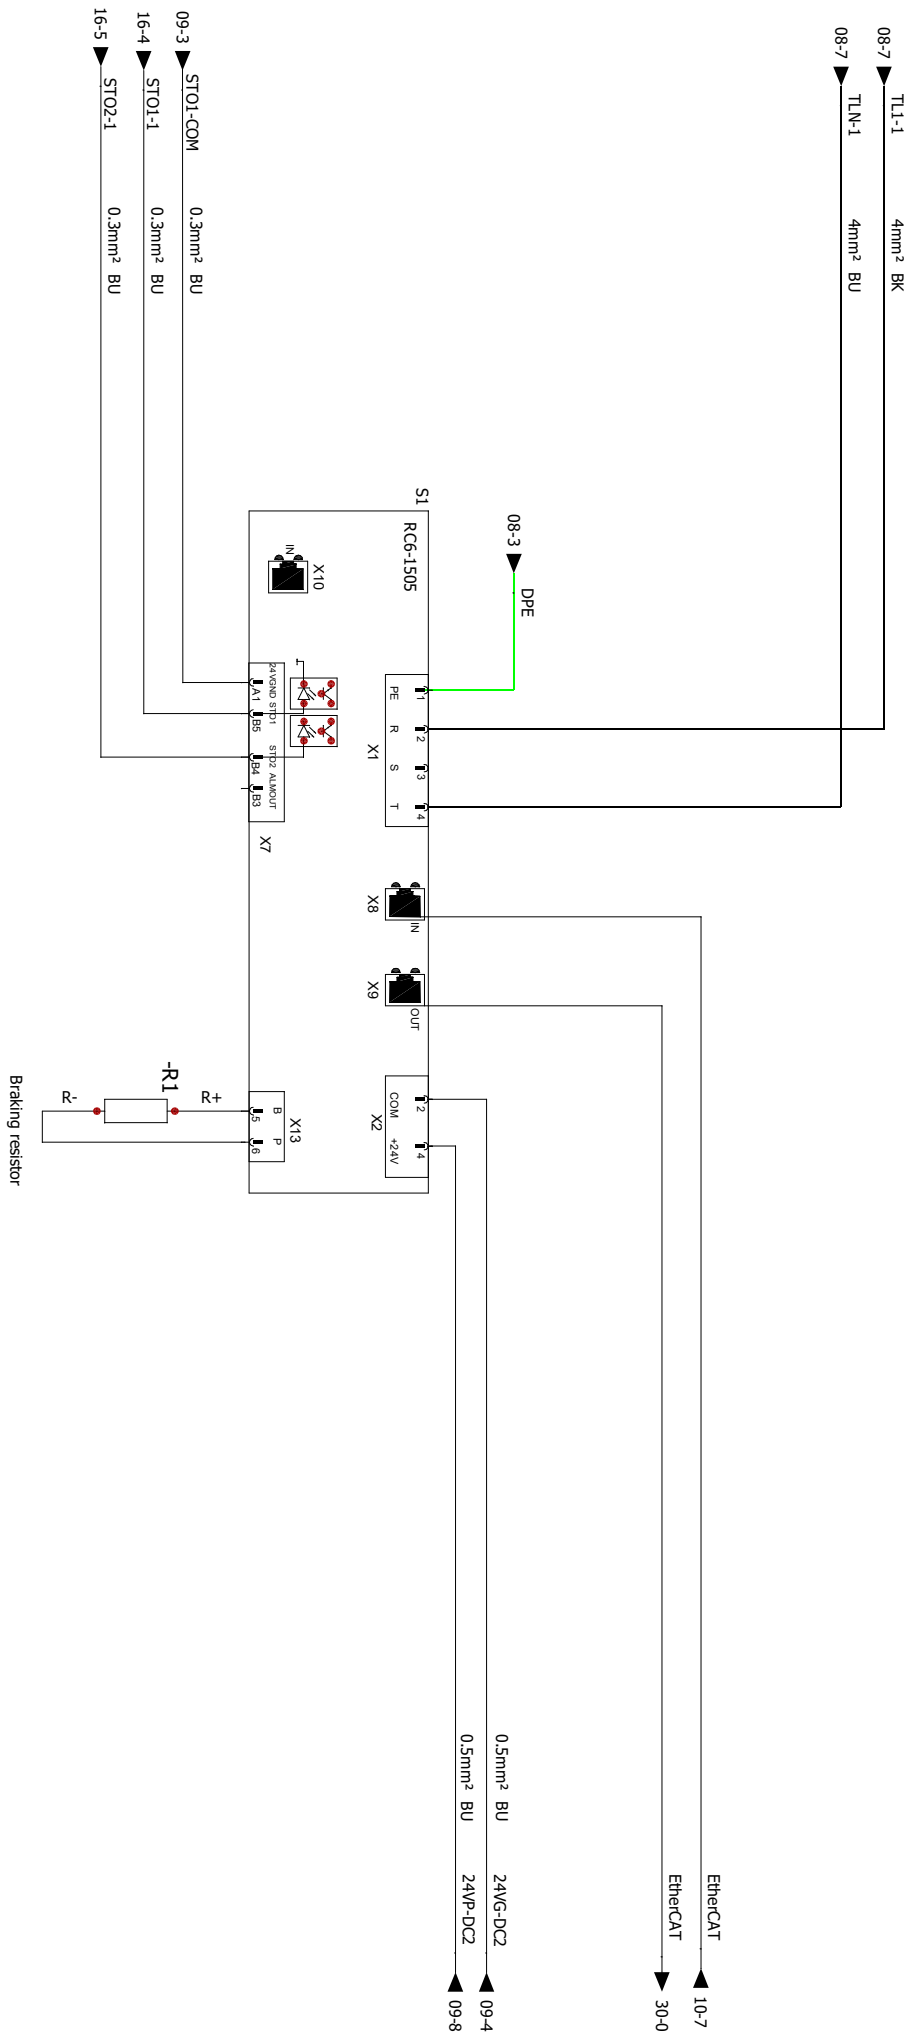 08-7 TL1-1 4mm² BK
08-7 TLN-1 4mm² BU
10-7
EtherCAT
30-0
EtherCAT
08-3
DPE
09-4
24VG-DC2
0.5mm² BU
09-8
24VP-DC2
0.5mm² BU
S1
RC6-1505
1 2 3 4
PE R S T
X1
X8
IN
X9
OUT
2 4
COM +24V
X2
IN
X10
24VGND STO1 STO2 ALMOUT
A1 B5 B4 B3
X7
X13
B P
5 6
09-3 STO1-COM 0.3mm² BU
16-4 STO1-1 0.3mm² BU
16-5 STO2-1 0.3mm² BU
-R1
R+
R-
Braking resistor